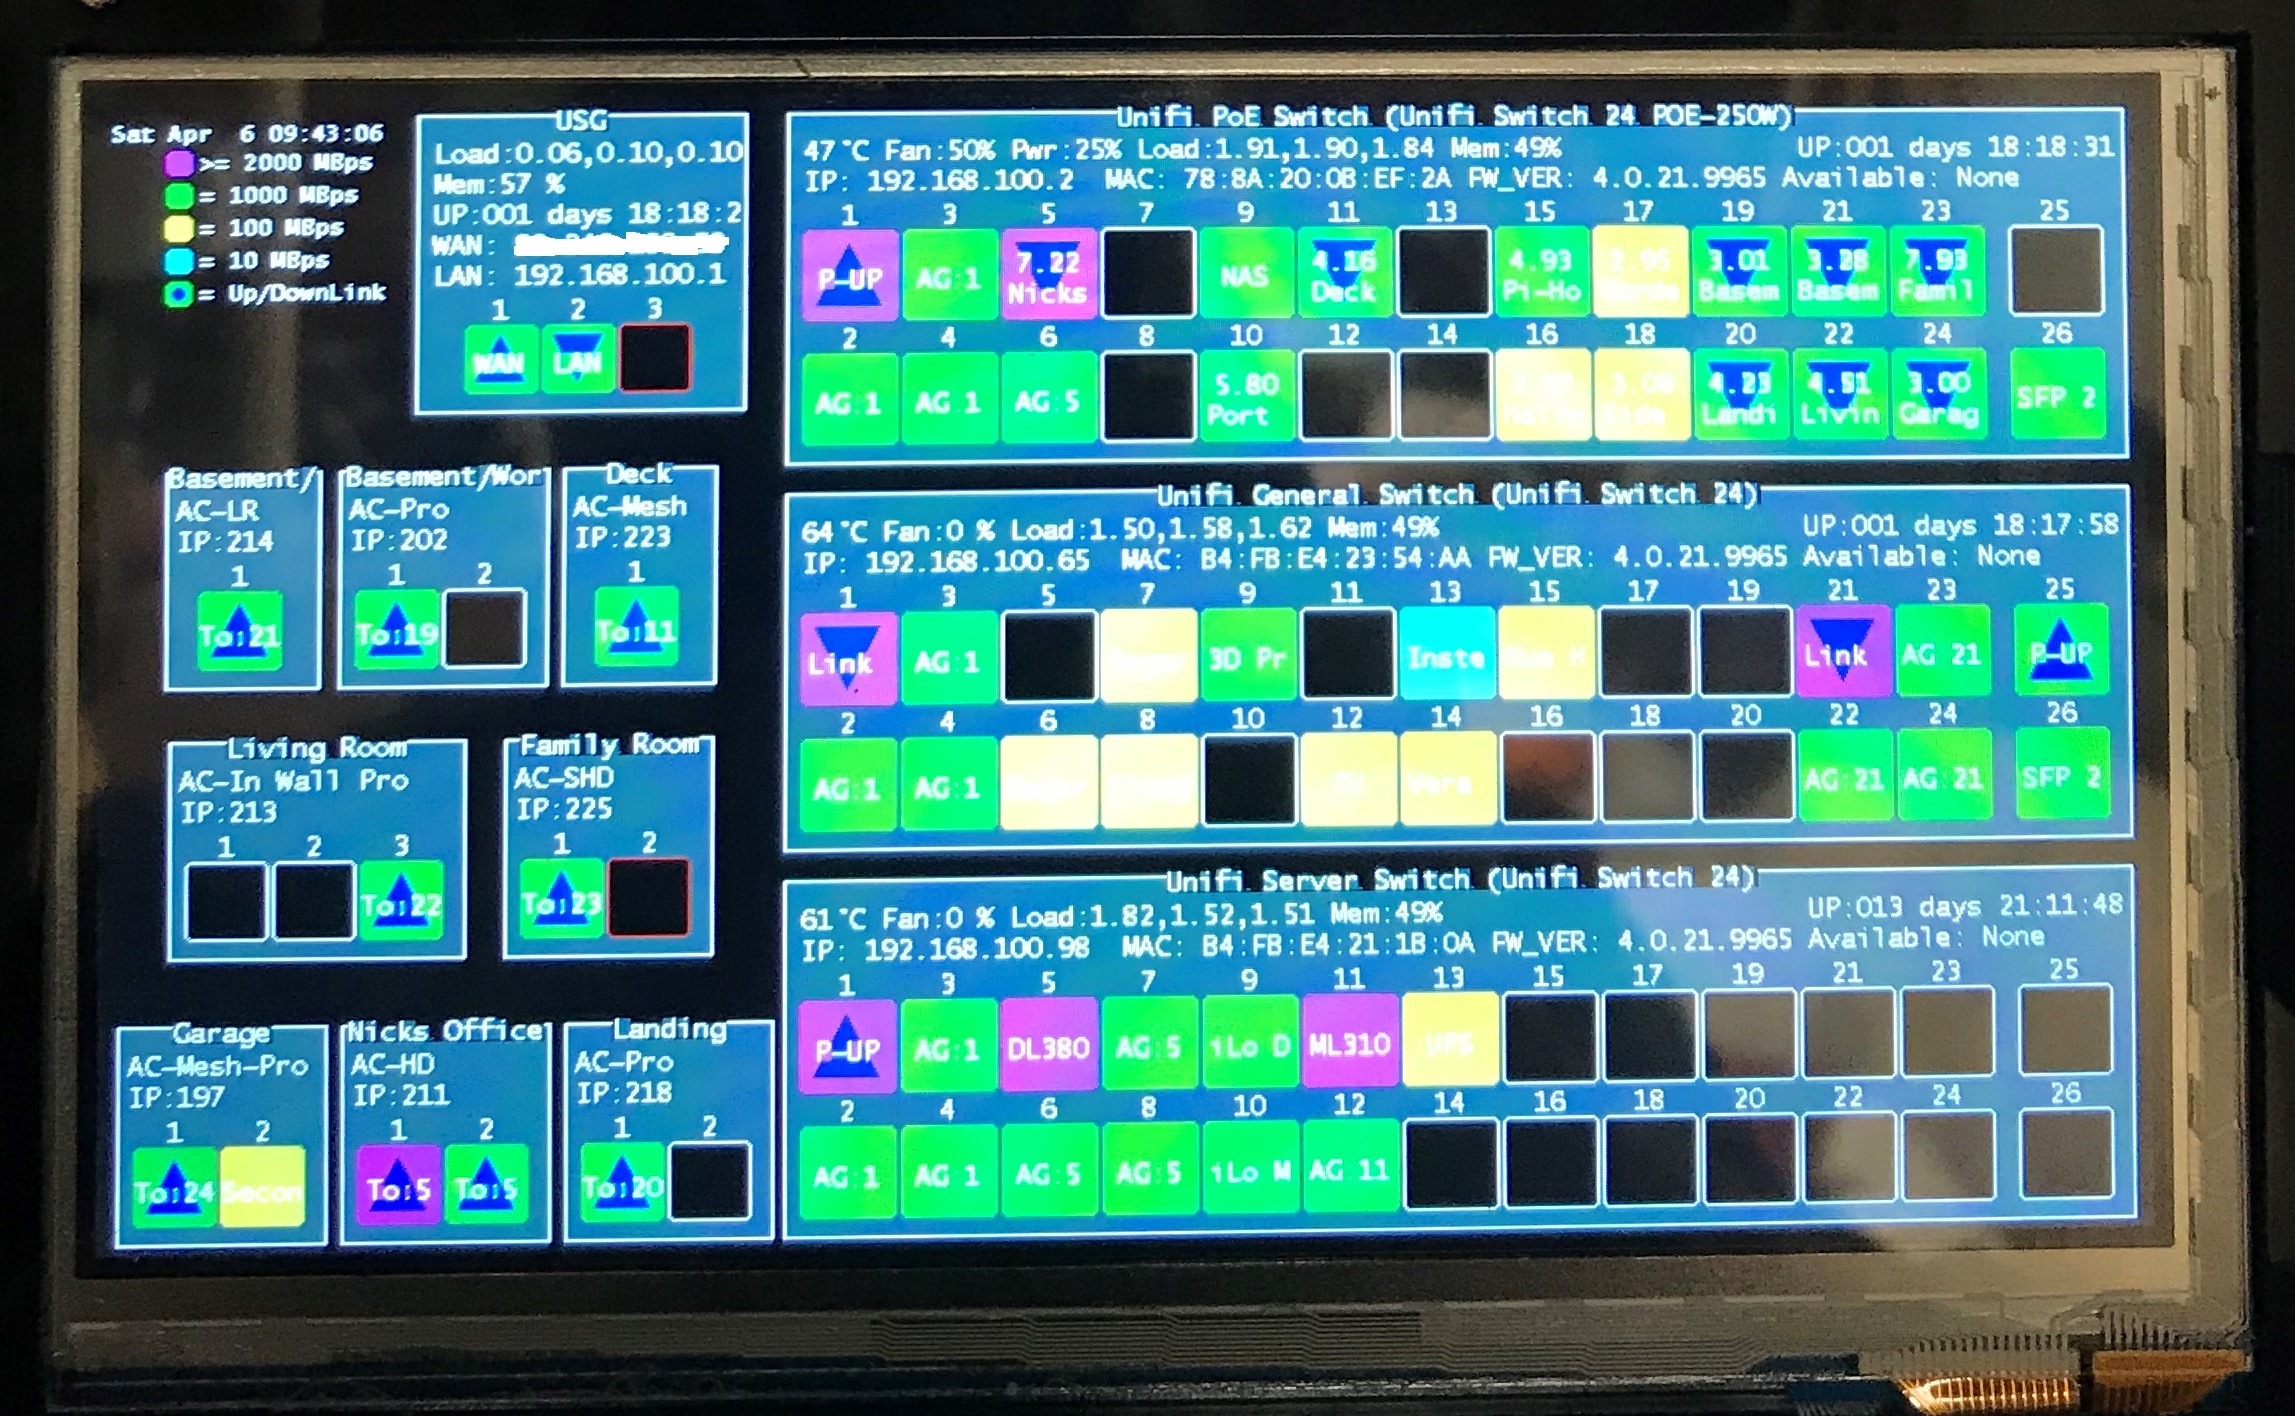 Sat Apr 6 09:43:06
>= 2000 MBps
= 1000 MBps
= 100 MBps
= 10 MBps
= Up/DownLink
USG
Load:0.06,0.10,0.10
Mem:57 %
UP:001 days 18:18:2
WAN:
LAN: 192.168.100.1
1 2 3
WAN LAN
Basement/
AC-LR
IP:214
1
To:21
Basement/Wor
AC-Pro
IP:202
1 2
To:19
Deck
AC-Mesh
IP:223
1
To:11
Living Room
AC-In Wall Pro
IP:213
1 2 3
To:22
Family Room
AC-SHD
IP:225
1 2
To:23
Garage
AC-Mesh-Pro
IP:197
1 2
To:24 Secon
Nicks Office
AC-HD
IP:211
1 2
To:5 To:5
Landing
AC-Pro
IP:218
1 2
To:20
Unifi PoE Switch (Unifi Switch 24 POE-250W)
47°C Fan:50% Pwr:25% Load:1.91,1.90,1.84 Mem:49% UP:001 days 18:18:31
IP: 192.168.100.2 MAC: 78:8A:20:0B:EF:2A FW_VER: 4.0.21.9965 Available: None
1 3 5 7 9 11 13 15 17 19 21 23 25
7.22 4.16 4.93 2.95 3.01 3.28 7.93
P-UP AG:1 Nicks NAS Deck Pi-Ho Basem Basem Famil
2 4 6 8 10 12 14 16 18 20 22 24 26
5.80 3.08 4.23 4.51 3.00
AG:1 AG:1 AG:5 Port Side Landi Livin Garag SFP 2
Unifi General Switch (Unifi Switch 24)
64°C Fan:0 % Load:1.50,1.58,1.62 Mem:49% UP:001 days 18:17:58
IP: 192.168.100.65 MAC: B4:FB:E4:23:54:AA FW_VER: 4.0.21.9965 Available: None
1 3 5 7 9 11 13 15 17 19 21 23 25
Link AG:1 3D Pr Inste Link AG 21 P-UP
2 4 6 8 10 12 14 16 18 20 22 24 26
AG:1 AG:1 TV Vera AG 21 AG 21 SFP 2
Unifi Server Switch (Unifi Switch 24)
61°C Fan:0 % Load:1.82,1.52,1.51 Mem:49% UP:013 days 21:11:48
IP: 192.168.100.98 MAC: B4:FB:E4:21:1B:0A FW_VER: 4.0.21.9965 Available: None
1 3 5 7 9 11 13 15 17 19 21 23 25
P-UP AG:1 DL380 AG:5 iLo D ML310 UPS
2 4 6 8 10 12 14 16 18 20 22 24 26
AG:1 AG:1 AG:5 AG:5 iLo M AG 11